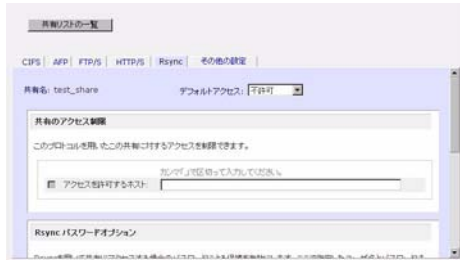 共有リストの一覧
CIFS | AFP | FTP/S | HTTP/S | Rsync | その他の設定 |
共有名: test_share デフォルトアクセス: 不許可
共有のアクセス制限
このプロトコルを用いたこの共有に対するアクセスを制限できます。
カンマ「,」で区切って入力してください。
アクセスを許可するホスト:
Rsync パスワードオプション